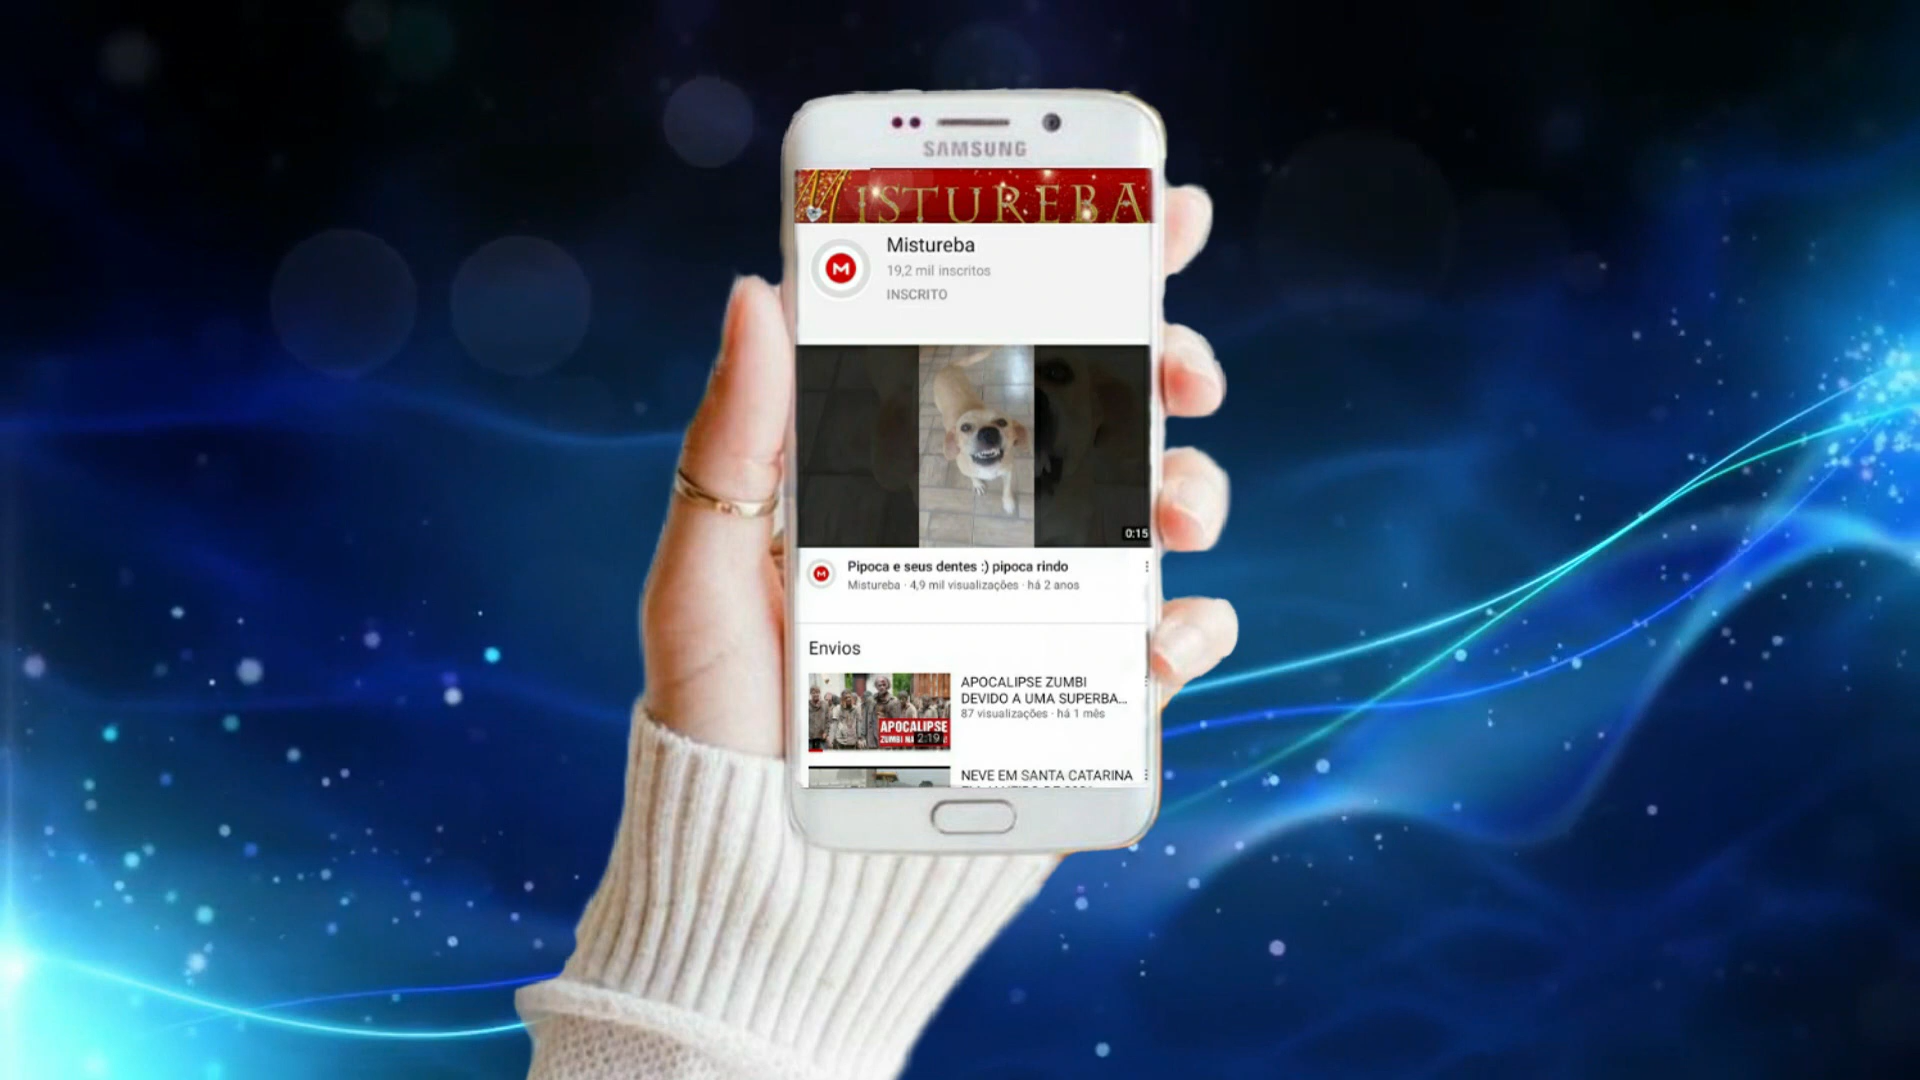 SAMSUNG
MISTUREBA
Mistureba
19,2 mil inscritos
INSCRITO
0:15
Pipoca e seus dentes :) pipoca rindo
Mistureba · 4,9 mil visualizações · há 2 anos
Envios
APOCALIPSE ZUMBI
DEVIDO A UMA SUPERBA...
87 visualizações · há 1 mês
APOCALIPSE
ZUMBI
2:19
NEVE EM SANTA CATARINA